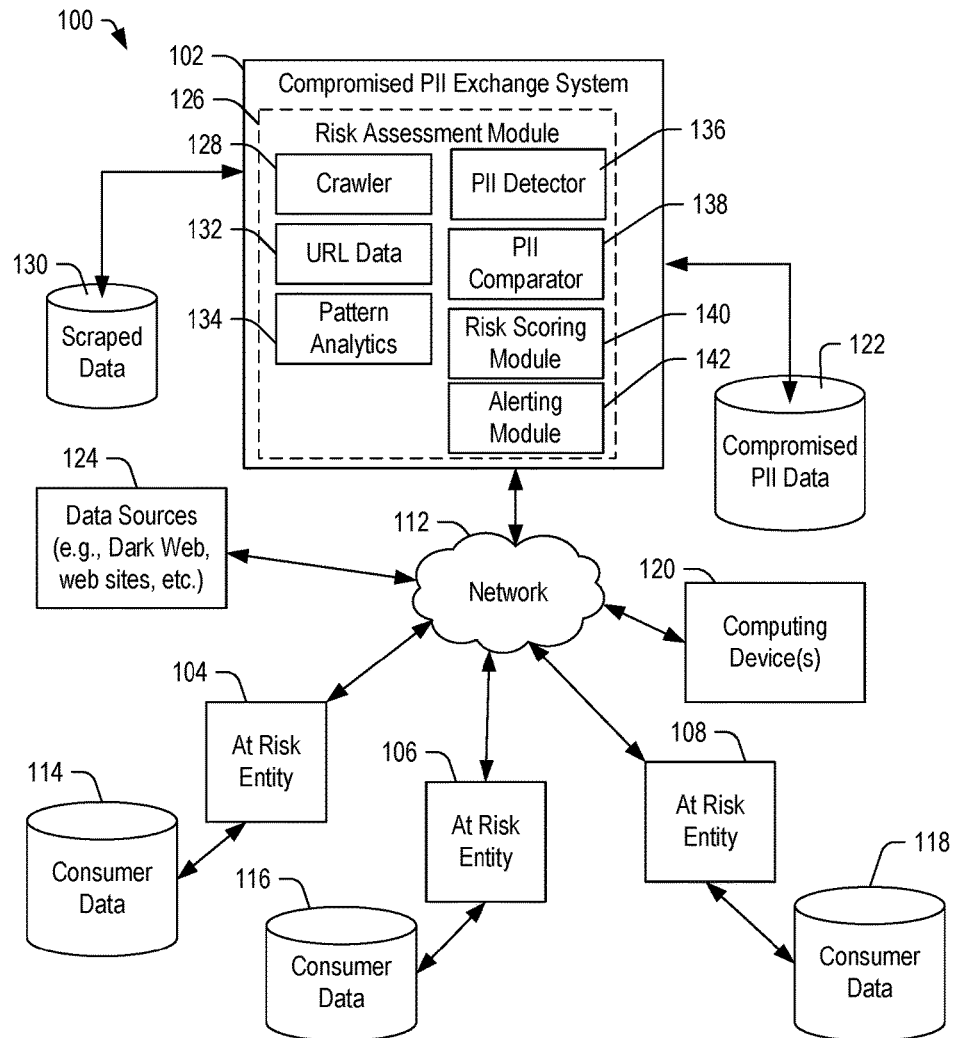 100
102
Compromised PII Exchange System
126
Risk Assessment Module
128
Crawler
PII Detector
136
132
URL Data
PII
Comparator
138
134
Pattern
Analytics
Risk Scoring
Module
140
Alerting
Module
142
130
Scraped
Data
122
Compromised
PII Data
124
Data Sources
(e.g., Dark Web,
web sites, etc.)
112
Network
120
Computing
Device(s)
104
At Risk
Entity
106
At Risk
Entity
108
At Risk
Entity
114
Consumer
Data
116
Consumer
Data
118
Consumer
Data